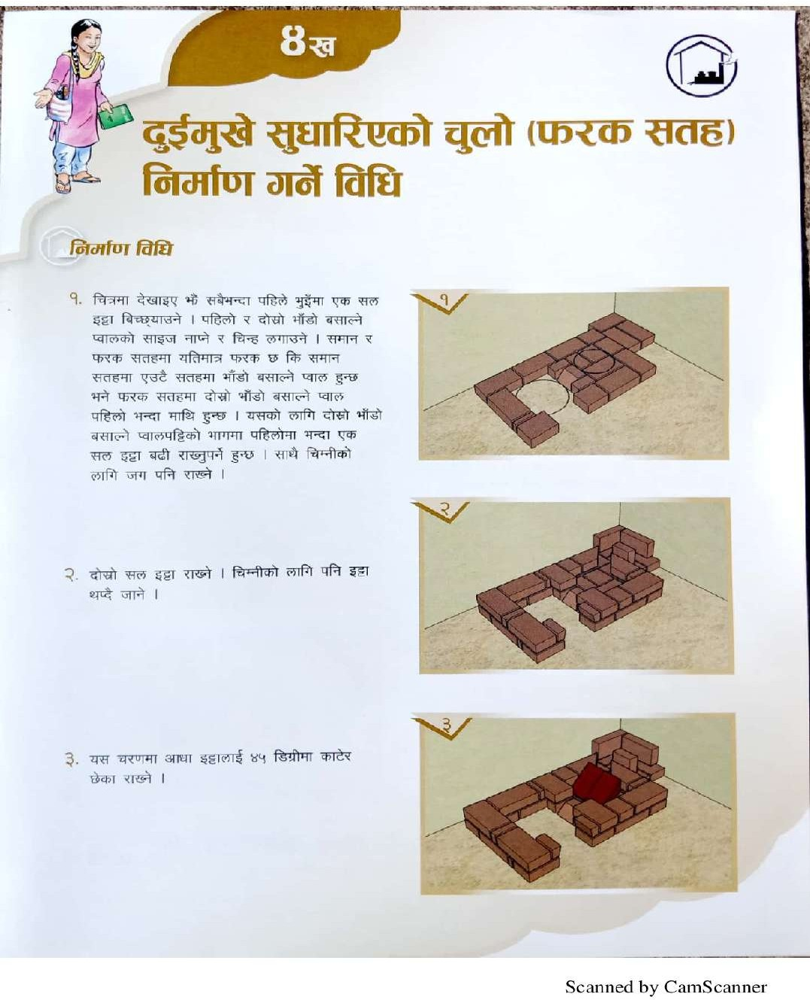 ४ख
दुईमुखे सुधारिएको चुलो (फरक सतह)
निर्माण गर्ने विधि
निर्माण विधि
१. चित्रमा देखाइए झैं सबैभन्दा पहिले भुइँमा एक सल
इट्टा बिच्छ्याउने । पहिलो र दोस्रो भाँडो बसाल्ने
प्वालको साइज नाप्ने र चिन्ह लगाउने । समान र
फरक सतहमा यतिमात्र फरक छ कि समान
सतहमा एउटै सतहमा भाँडो बसाल्ने प्वाल हुन्छ
भने फरक सतहमा दोस्रो भाँडो बसाल्ने प्वाल
पहिलो भन्दा माथि हुन्छ । यसको लागि दोस्रो भाँडो
बसाल्ने प्वालपट्टिको भागमा पहिलोमा भन्दा एक
सल इट्टा बढी राख्नुपर्ने हुन्छ । साथै चिम्नीको
लागि जग पनि राख्ने ।
१
२. दोस्रो सल इट्टा राख्ने । चिम्नीको लागि पनि इट्टा
थप्दै जाने ।
२
३. यस चरणमा आधा इट्टालाई ४५ डिग्रीमा काटेर
छेका राख्ने ।
३
Scanned by CamScanner